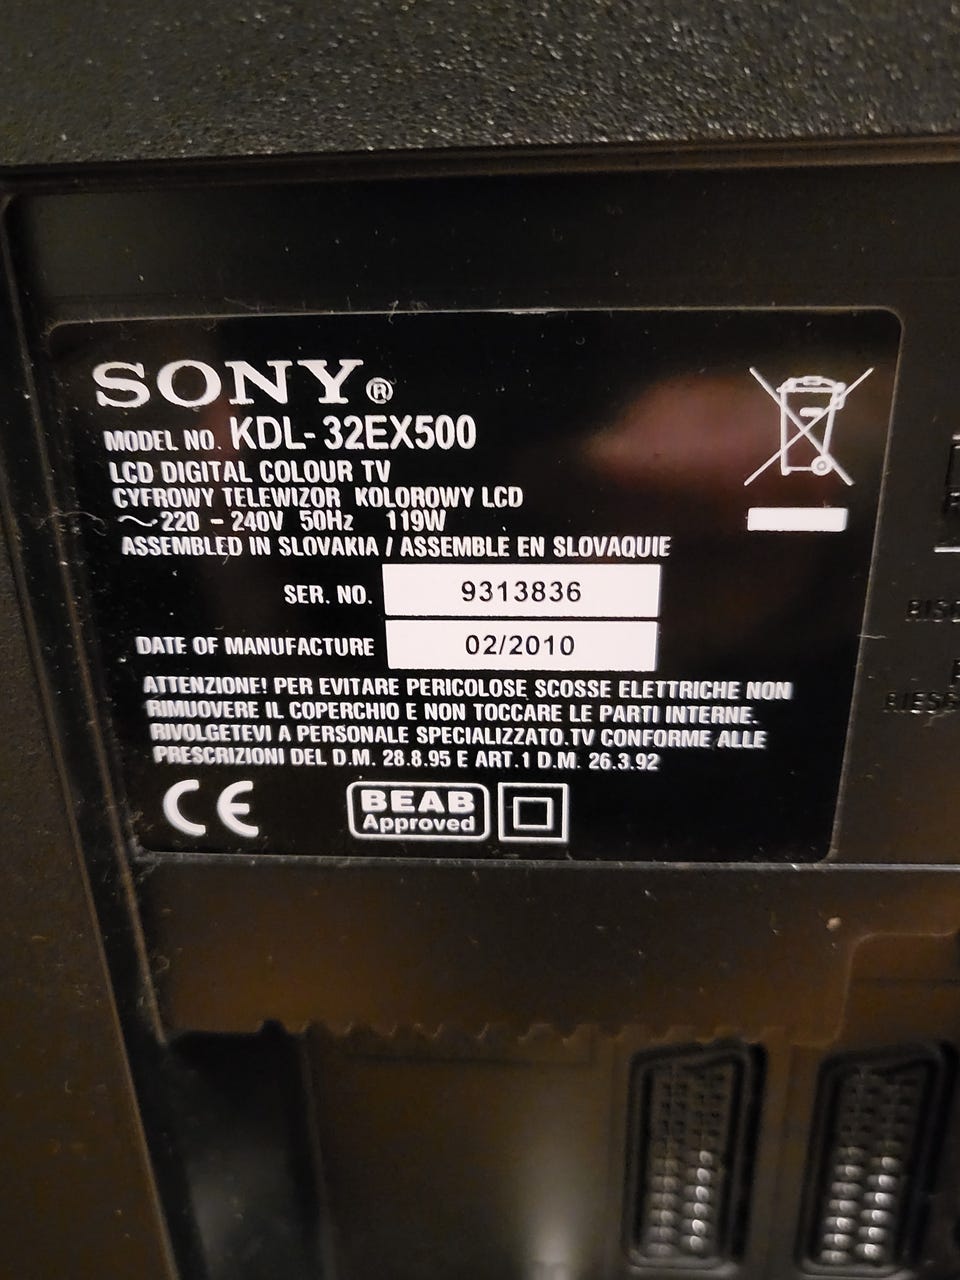 SONY®
MODEL NO. KDL-32EX500
LCD DIGITAL COLOUR TV
CYFROWY TELEWIZOR KOLOROWY LCD
～220 - 240V 50Hz 119W
ASSEMBLED IN SLOVAKIA / ASSEMBLE EN SLOVAQUIE
SER. NO. 9313836
DATE OF MANUFACTURE 02/2010
ATTENZIONE! PER EVITARE PERICOLOSE SCOSSE ELETTRICHE NON
RIMUOVERE IL COPERCHIO E NON TOCCARE LE PARTI INTERNE.
RIVOLGETEVI A PERSONALE SPECIALIZZATO.TV CONFORME ALLE
PRESCRIZIONI DEL D.M. 28.8.95 E ART.1 D.M. 26.3.92
CE
BEAB
Approved